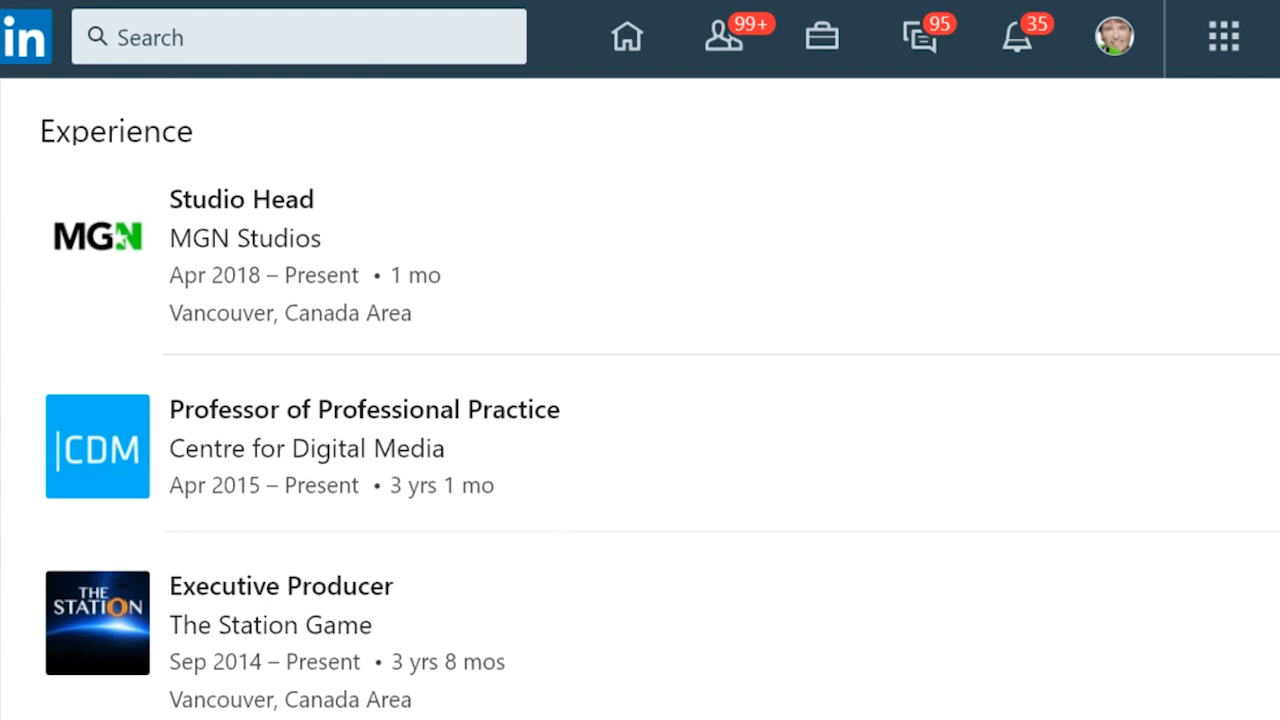 in
Search
99+
95
35
Experience
Studio Head
MGN
MGN Studios
Apr 2018 – Present • 1 mo
Vancouver, Canada Area
Professor of Professional Practice
|CDM
Centre for Digital Media
Apr 2015 – Present • 3 yrs 1 mo
Executive Producer
THE
STATION
The Station Game
Sep 2014 – Present • 3 yrs 8 mos
Vancouver, Canada Area